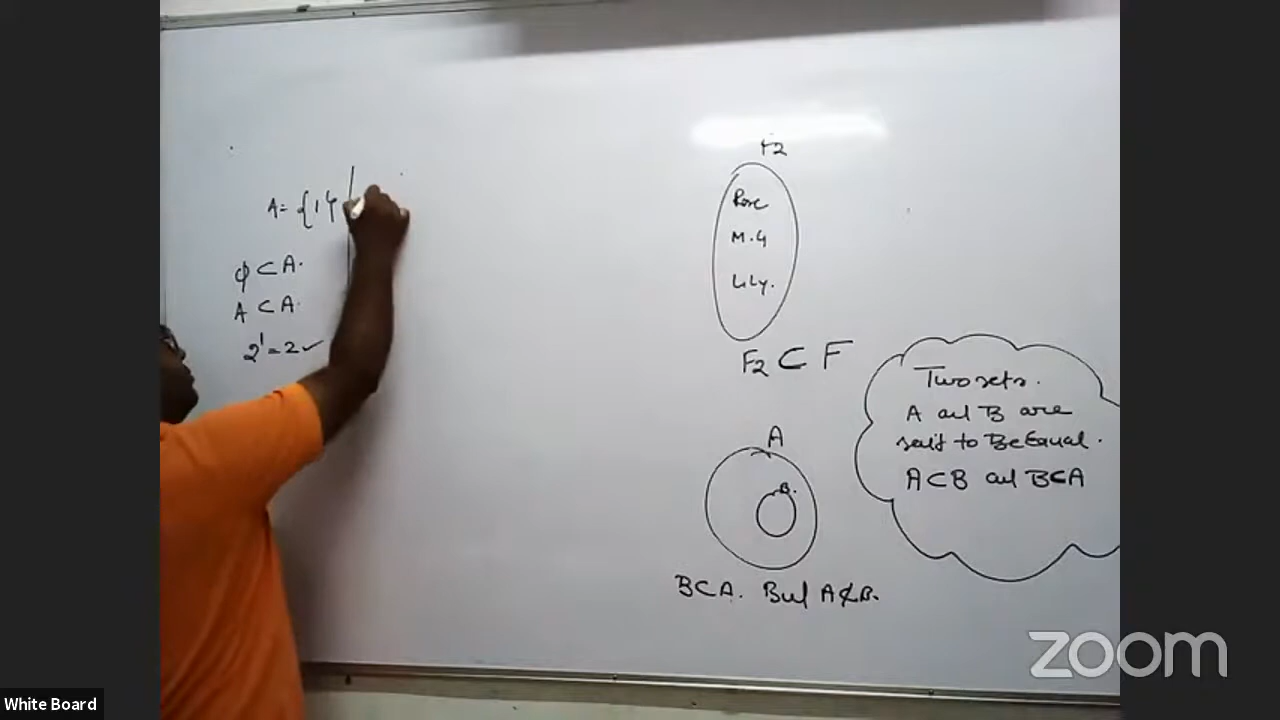 A = {1}
φ ⊂ A.
A ⊂ A.
2¹ = 2 ✓
F2
Rose
M.G
Lily.
F2 ⊂ F
A
B.
B⊂A. But A⊄B.
Two sets.
A and B are
said to Be Equal.
A⊂B and B⊂A
zoom
White Board